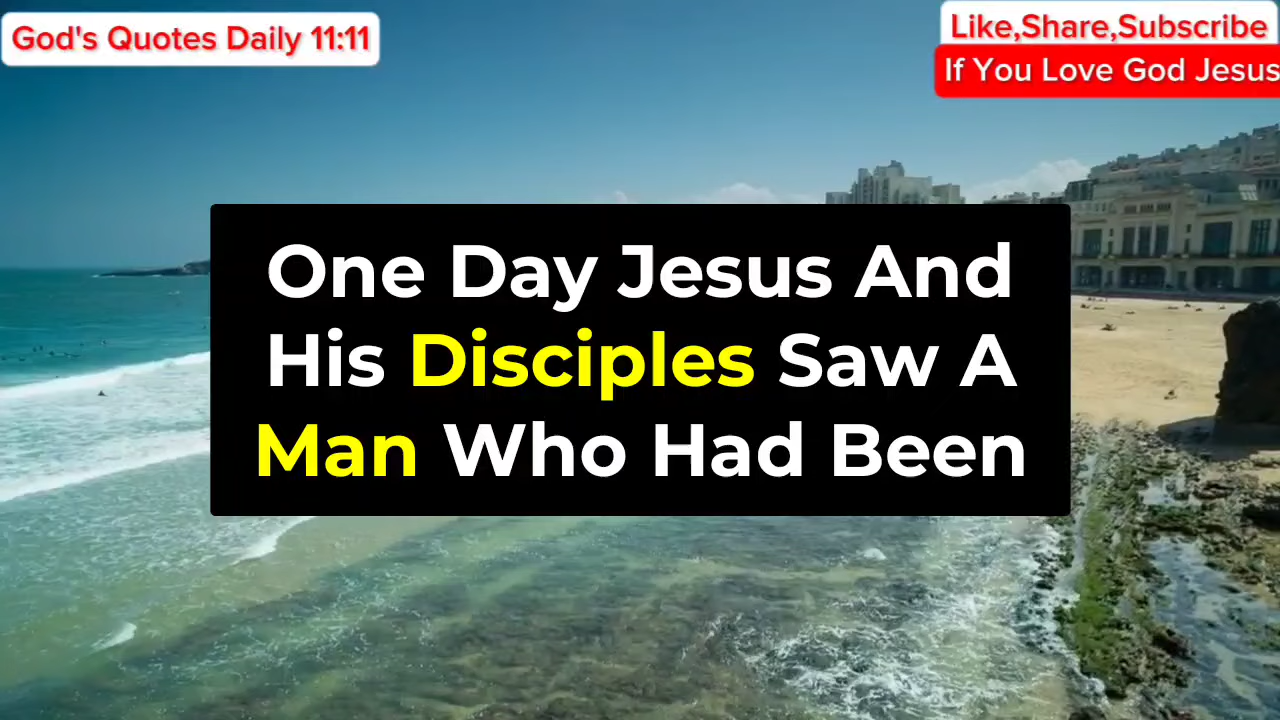 God's Quotes Daily 11:11
Like,Share,Subscribe
If You Love God Jesus
One Day Jesus And
His Disciples Saw A
Man Who Had Been